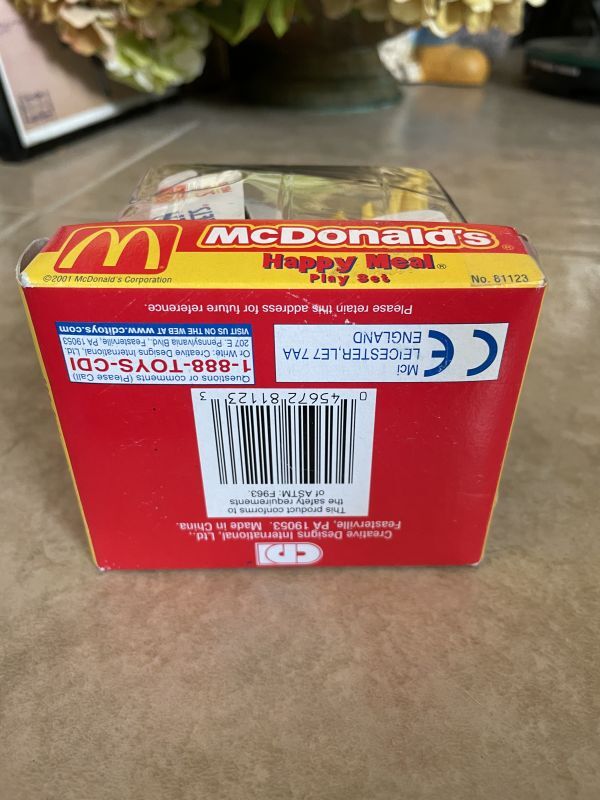 McDonald's®
Happy Meal®
Play Set
©2001 McDonald's Corporation
No. 81123
CDI
Creative Designs International, Ltd.,
Feasterville, PA 19053. Made in China.
This product conforms to
the safety requirements
of ASTM: F963.
0 45672 81123 3
CE
Mci
LEICESTER,LE7 7AA
ENGLAND
Questions or comments (Please Call)
1-888-TOYS-CDI
Or Write: Creative Designs International, Ltd.
207 E. Pennsylvania Blvd., Feasterville, PA 19053
VISIT US ON THE WEB AT www.cditoys.com
Please retain this address for future reference.